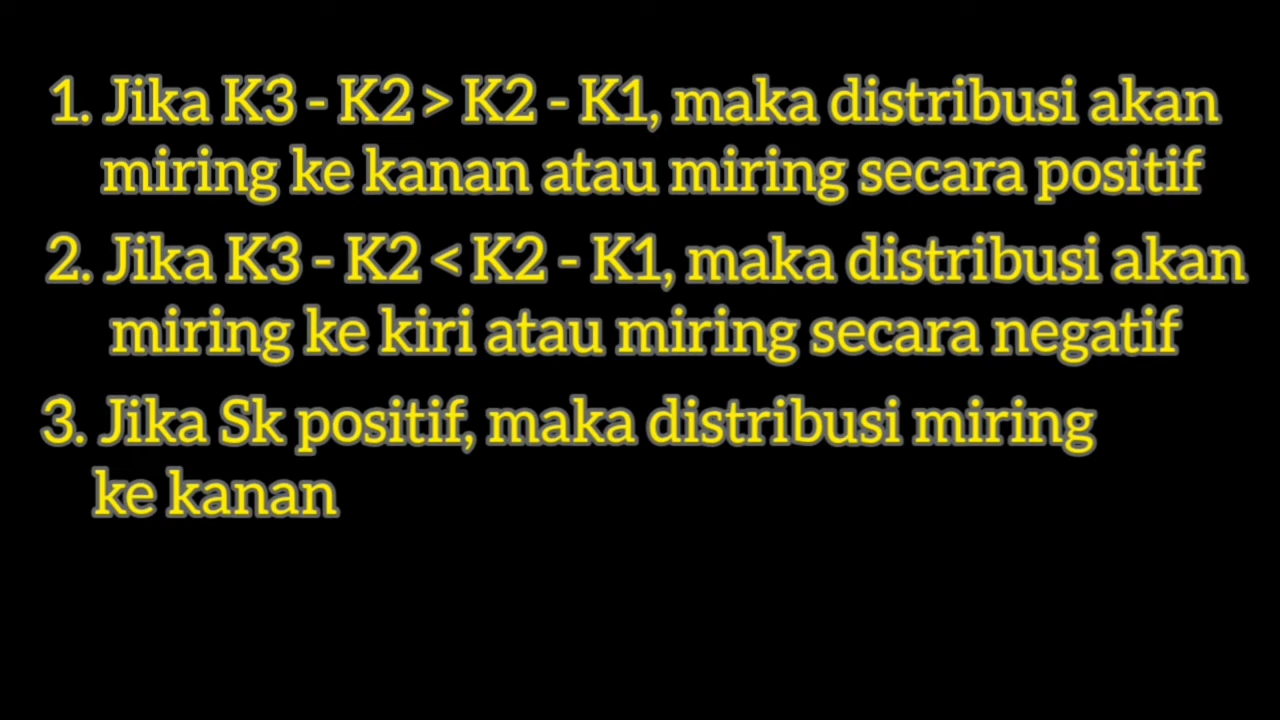 1. Jika K3 - K2 > K2 - K1, maka distribusi akan
miring ke kanan atau miring secara positif
2. Jika K3 - K2 < K2 - K1, maka distribusi akan
miring ke kiri atau miring secara negatif
3. Jika Sk positif, maka distribusi miring
ke kanan